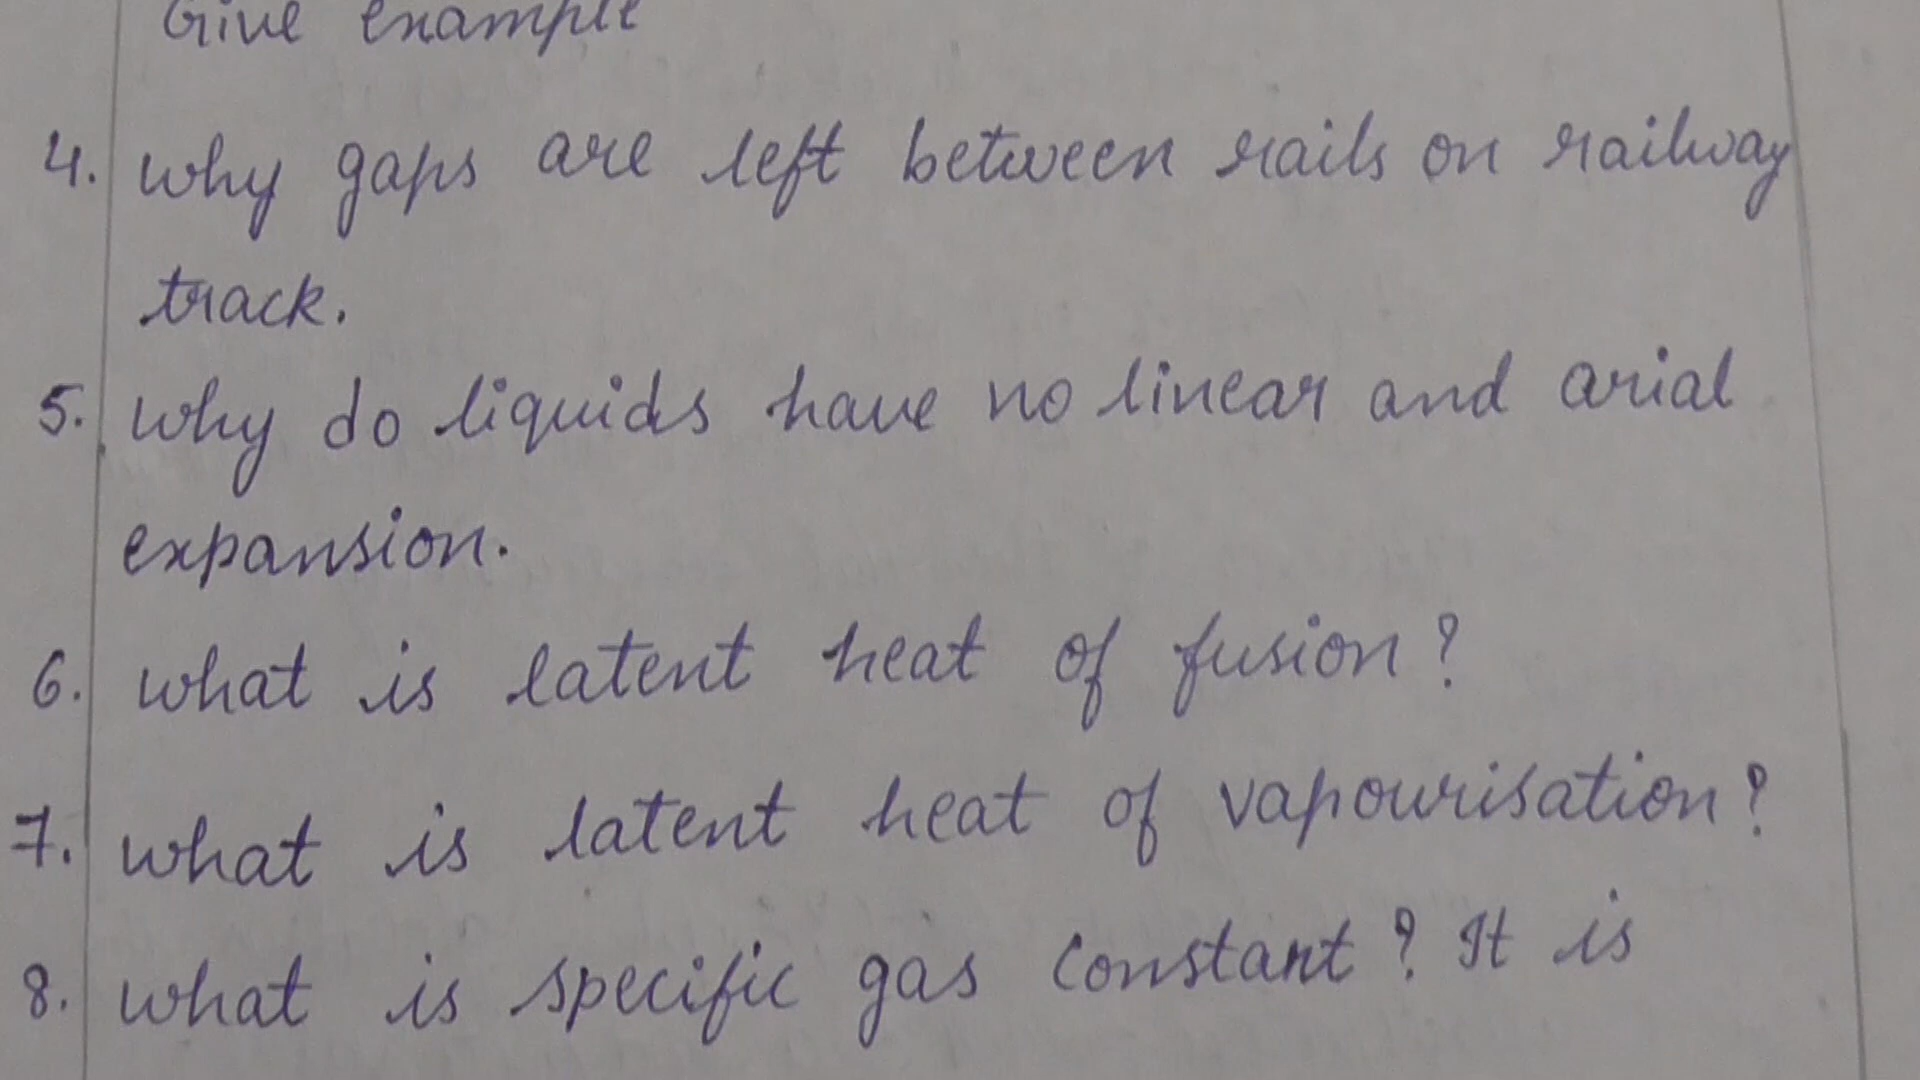 Give example
4. why gaps are left between rails on railway
track.
5. why do liquids have no linear and arial
expansion.
6. what is latent heat of fusion?
7. what is latent heat of vapourisation?
8. what is specific gas constant? It is